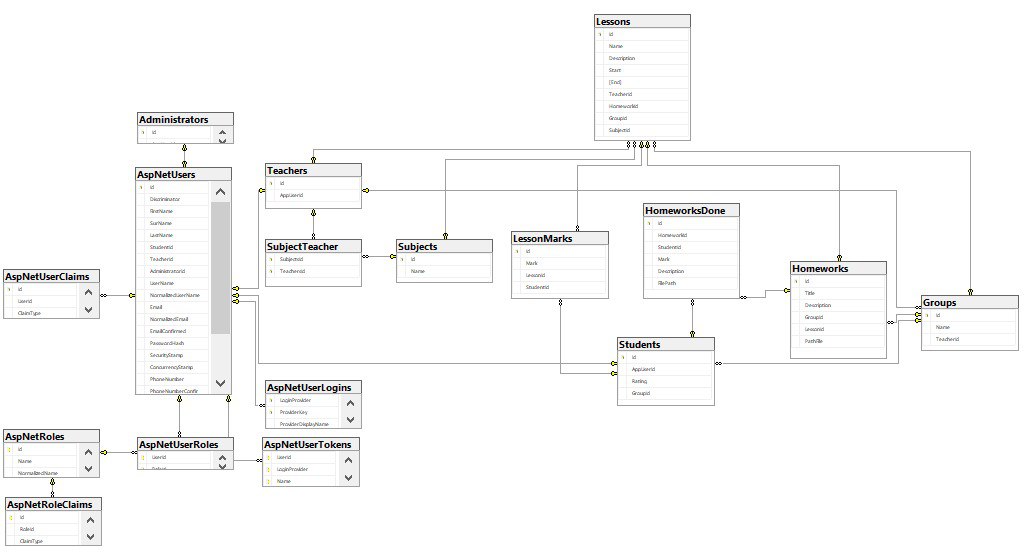 Lessons
Id
Name
Description
Start
[End]
TeacherId
HomeworkId
GroupId
SubjectId
Administrators
Id
AspNetUsers
Id
Discriminator
FirstName
SurName
LastName
StudentId
TeacherId
AdministratorId
UserName
NormalizedUserName
Email
NormalizedEmail
EmailConfirmed
PasswordHash
SecurityStamp
ConcurrencyStamp
PhoneNumber
PhoneNumberConfir
Teachers
Id
AppUserId
SubjectTeacher
SubjectId
TeacherId
Subjects
Id
Name
LessonMarks
Id
Mark
LessonId
StudentId
HomeworksDone
Id
HomeworkId
StudentId
Mark
Description
FilePath
Homeworks
Id
Title
Description
GroupId
LessonId
PathFile
Groups
Id
Name
TeacherId
Students
Id
AppUserId
Rating
GroupId
AspNetUserClaims
Id
UserId
ClaimType
AspNetUserLogins
LoginProvider
ProviderKey
ProviderDisplayName
AspNetRoles
Id
Name
NormalizedName
AspNetUserRoles
UserId
AspNetUserTokens
UserId
LoginProvider
Name
AspNetRoleClaims
Id
RoleId
ClaimType